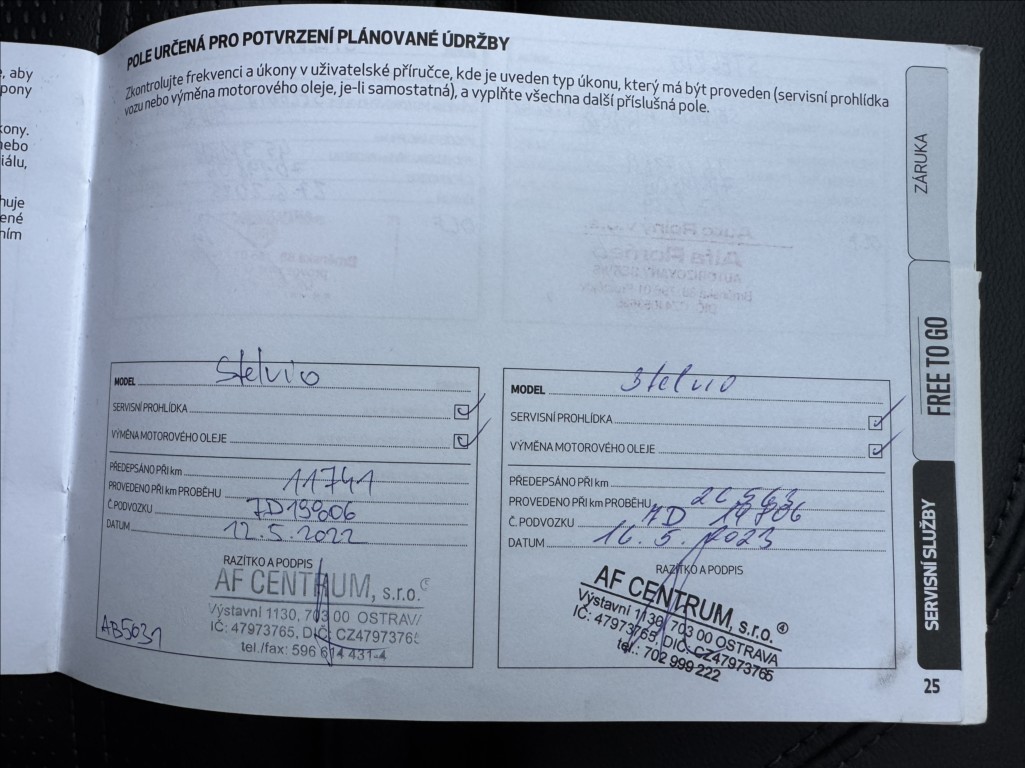 , aby
pony
kony.
nebo
iálu,
huje
ené
ním
POLE URČENÁ PRO POTVRZENÍ PLÁNOVANÉ ÚDRŽBY
Zkontrolujte frekvenci a úkony v uživatelské příručce, kde je uveden typ úkonu, který má být proveden (servisní prohlídka
vozu nebo výměna motorového oleje, je-li samostatná), a vyplňte všechna další příslušná pole.
MODEL Stelvio
SERVISNÍ PROHLÍDKA
VÝMĚNA MOTOROVÉHO OLEJE
PŘEDEPSÁNO PŘI km
PROVEDENO PŘI km PROBĚHU 11741
Č.PODVOZKU 7D19806
DATUM 12.5.2022
RAZÍTKO A PODPIS
AF CENTRUM, s.r.o.
Výstavní 1130, 703 00 OSTRAVA
IČ: 47973765, DIČ: CZ47973765
tel./fax: 596 614 431-4
AB5031
MODEL Stelvio
SERVISNÍ PROHLÍDKA
VÝMĚNA MOTOROVÉHO OLEJE
PŘEDEPSÁNO PŘI km
PROVEDENO PŘI km PROBĚHU
Č. PODVOZKU 7D 19806
DATUM 16.5.2023
RAZÍTKO A PODPIS
AF CENTRUM, s.r.o. ④
Výstavní 1130, 703 00 OSTRAVA
IČ: 47973765, DIČ: CZ47973765
tel.: 702 999 222
ZÁRUKA
FREE TO GO
SERVISNÍ SLUŽBY
25